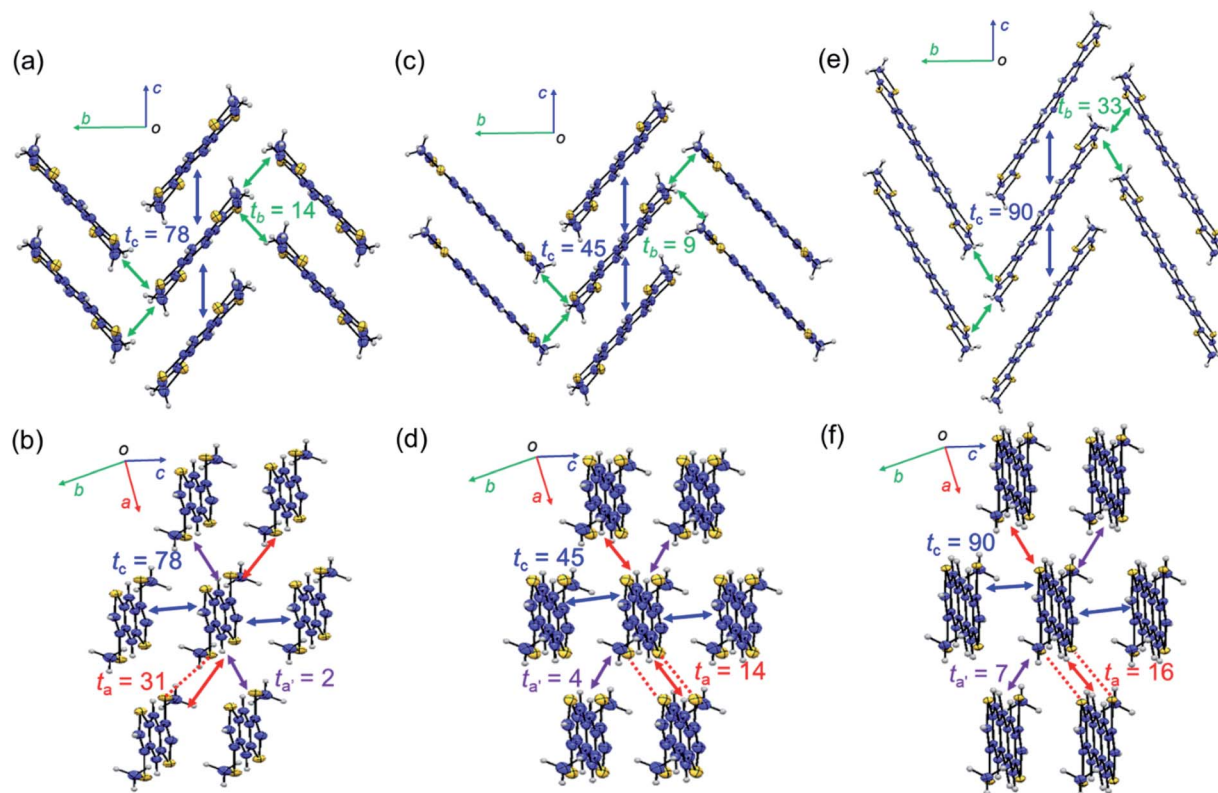 (a)
c
b
o
t_c = 78
t_b = 14
(c)
c
b
o
t_c = 45
t_b = 9
(e)
c
b
o
t_b = 33
t_c = 90
(b)
o
c
b
a
t_c = 78
t_a = 31
t_a' = 2
(d)
o
c
b
a
t_c = 45
t_a' = 4
t_a = 14
(f)
o
c
b
a
t_c = 90
t_a' = 7
t_a = 16